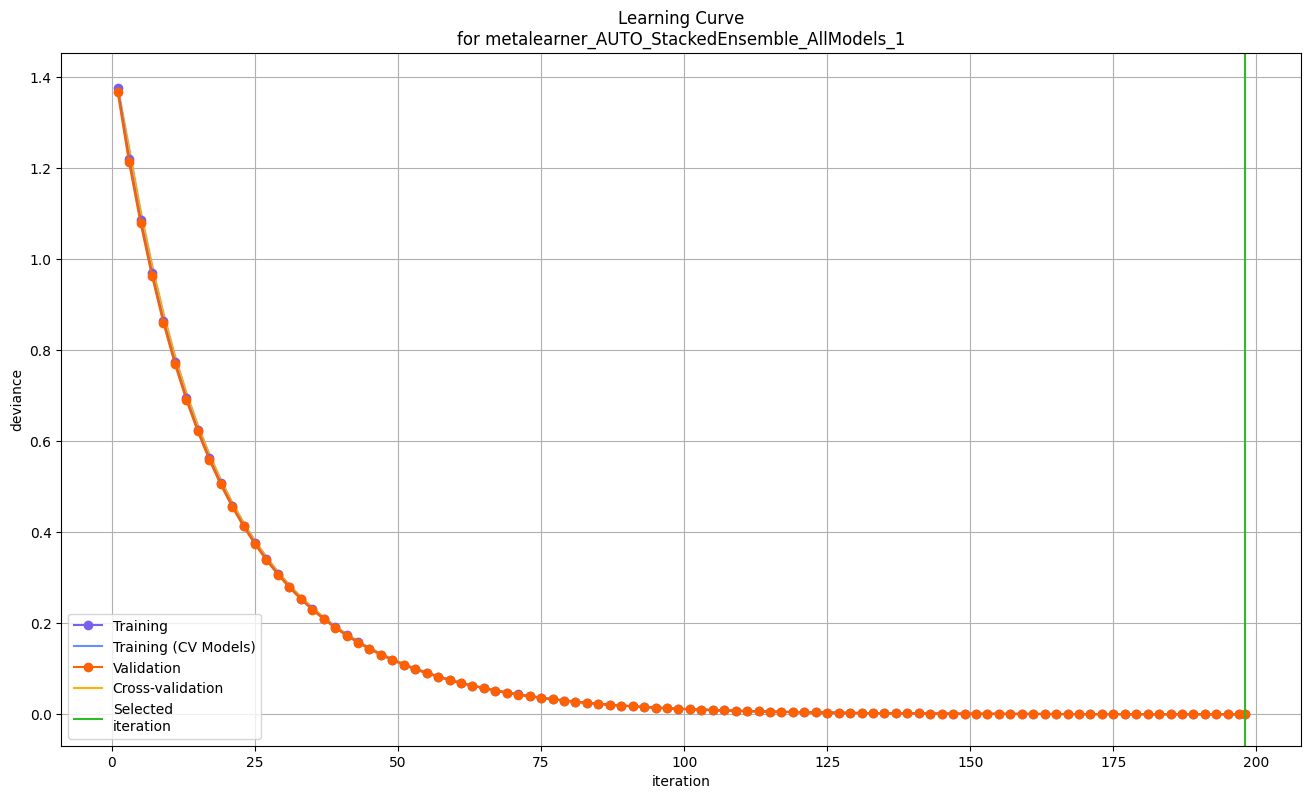 Learning Curve
for metalearner_AUTO_StackedEnsemble_AllModels_1
deviance
1.4
1.2
1.0
0.8
0.6
0.4
0.2
0.0
Training
Training (CV Models)
Validation
Cross-validation
Selected
iteration
0 25 50 75 100 125 150 175 200
iteration